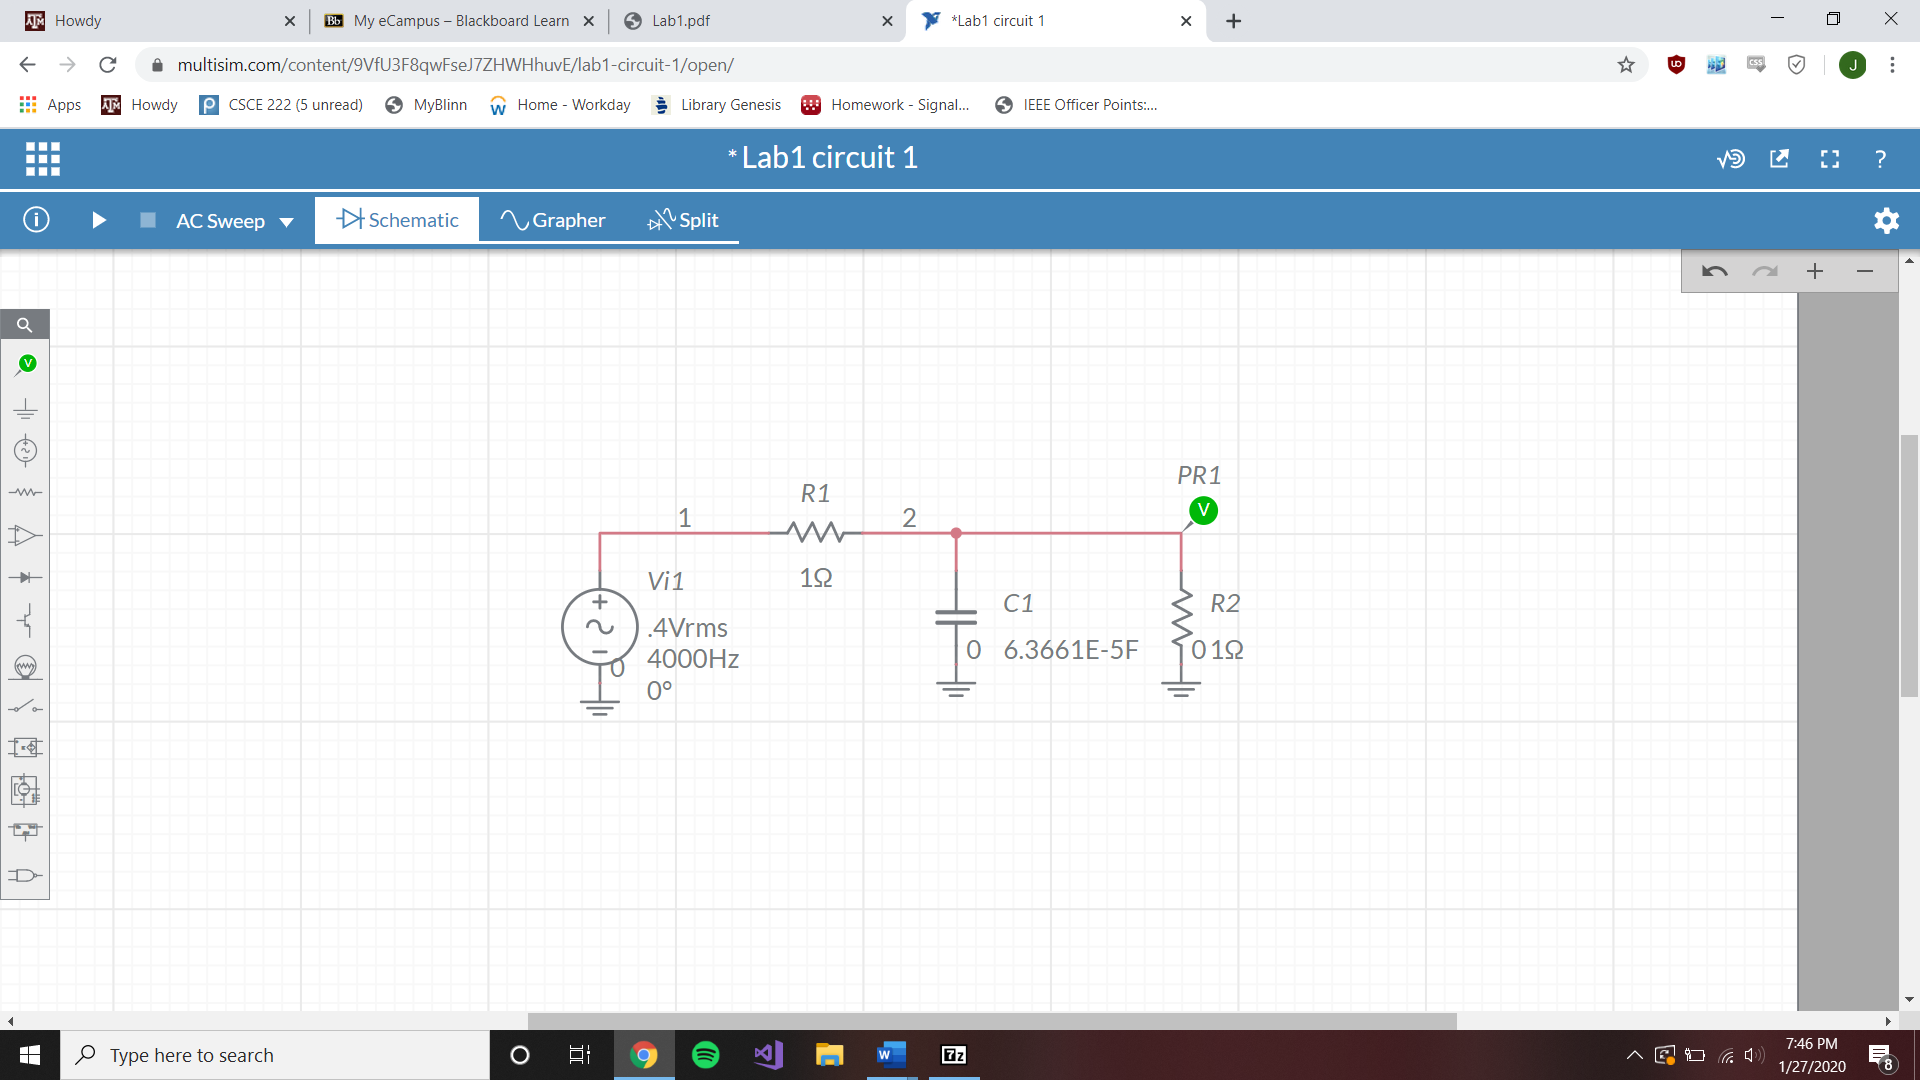 Howdy
My eCampus – Blackboard Learn
Lab1.pdf
*Lab1 circuit 1
multisim.com/content/9VfU3F8qwFseJ7ZHWHhuvE/lab1-circuit-1/open/
J
Apps
Howdy
CSCE 222 (5 unread)
MyBlinn
Home - Workday
Library Genesis
Homework - Signal...
IEEE Officer Points:...
* Lab1 circuit 1
?
AC Sweep
Schematic
Grapher
Split
V
PR1
V
R1
1
2
1Ω
Vi1
.4Vrms
4000Hz
0°
0
C1
0
6.3661E-5F
R2
0
1Ω
Type here to search
7:46 PM
1/27/2020
8